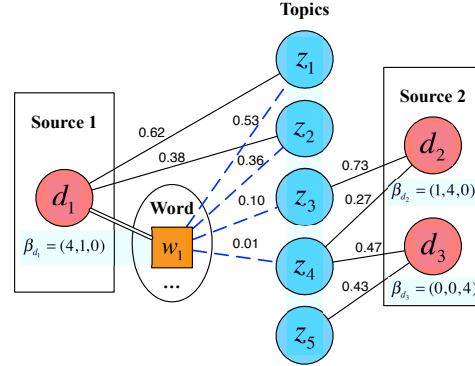 Topics
Source 1
Source 2
z1
z2
z3
z4
z5
d1
βd1 = (4,1,0)
Word
w1
...
0.62
0.38
0.53
0.36
0.10
0.01
0.73
0.27
0.47
0.43
d2
βd2 = (1,4,0)
d3
βd3 = (0,0,4)